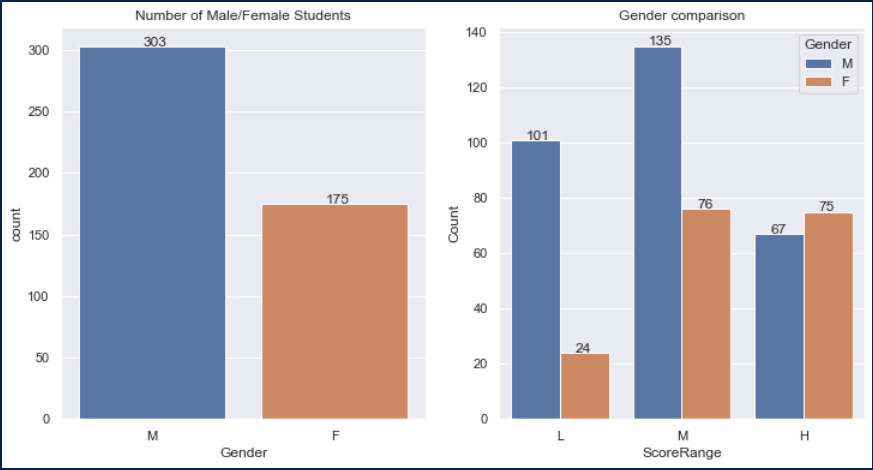 Number of Male/Female Students
303
175
300
250
200
150
100
50
0
count
M
F
Gender
Gender comparison
Gender
M
F
135
101
76
75
67
24
140
120
100
80
60
40
20
0
Count
L
M
H
ScoreRange